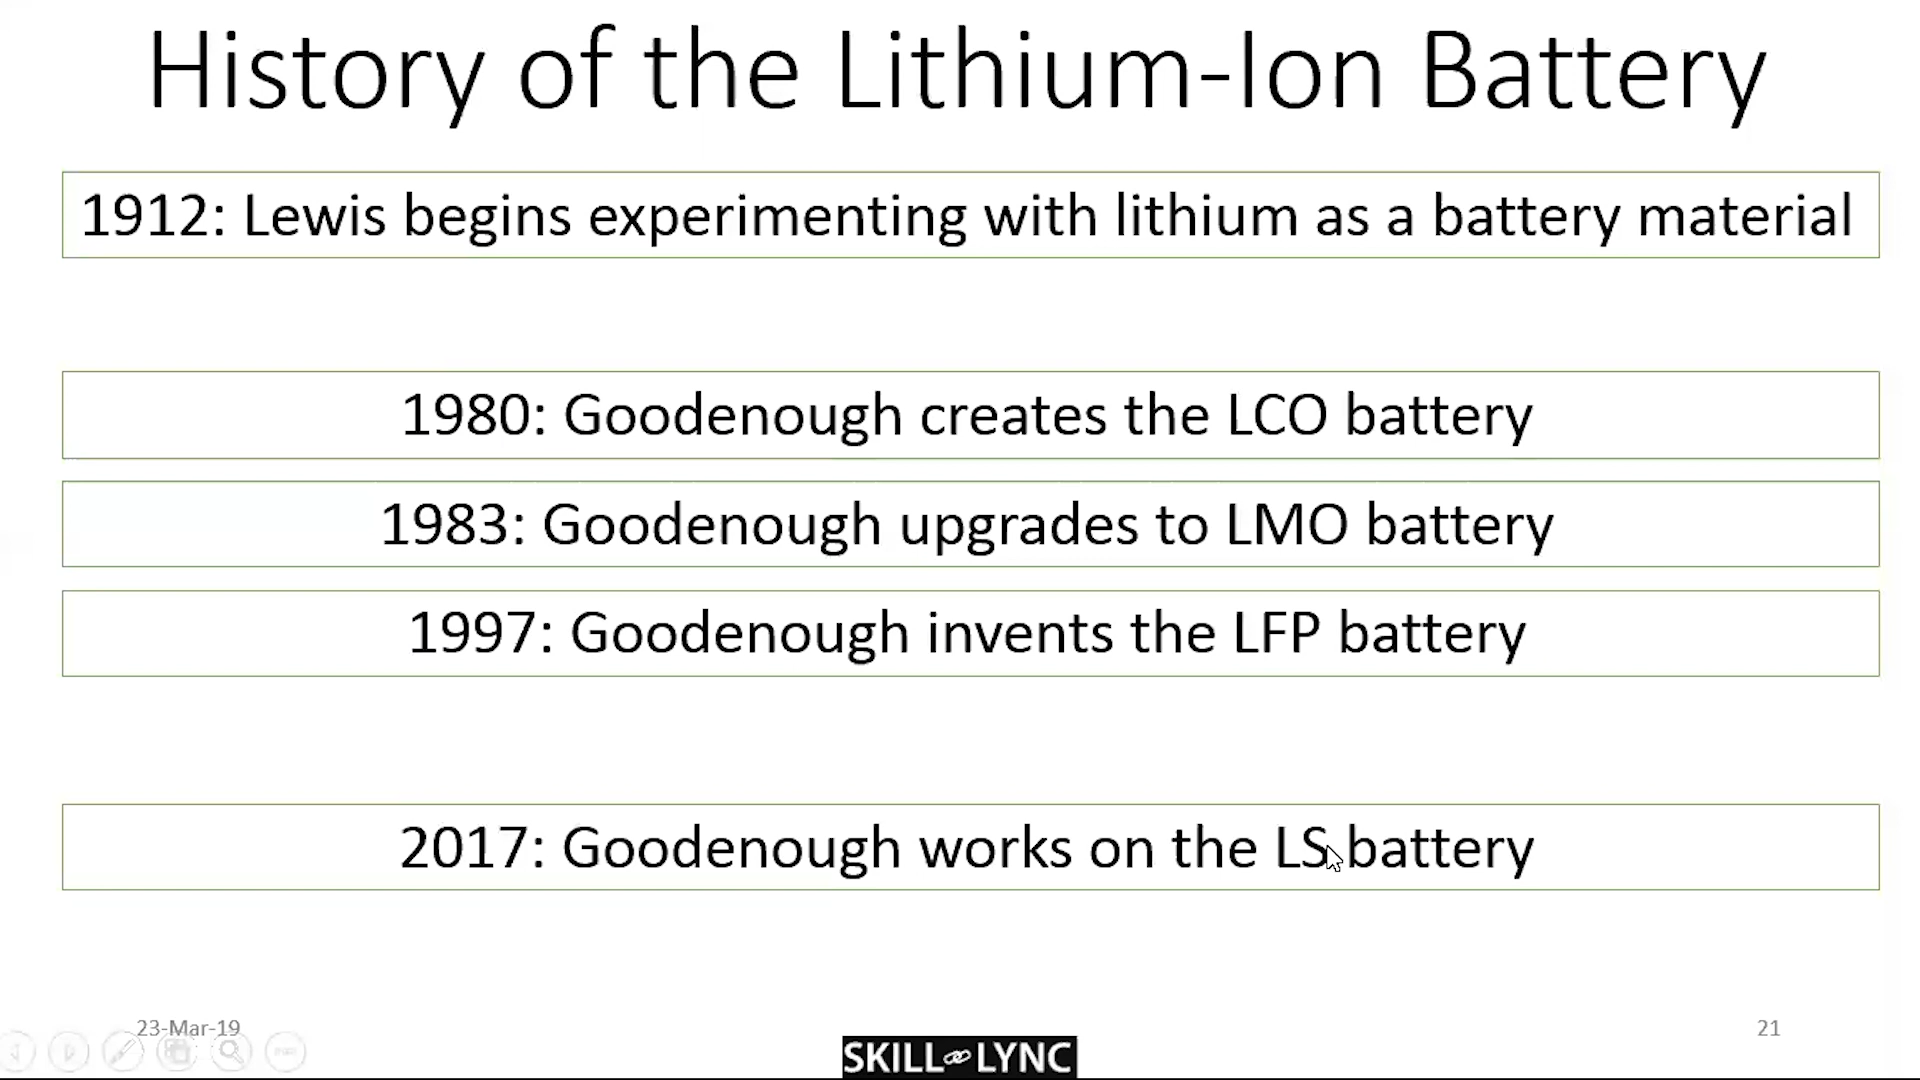 History of the Lithium-Ion Battery
1912: Lewis begins experimenting with lithium as a battery material
1980: Goodenough creates the LCO battery
1983: Goodenough upgrades to LMO battery
1997: Goodenough invents the LFP battery
2017: Goodenough works on the LS battery
23-Mar-19
21
SKILL LYNC